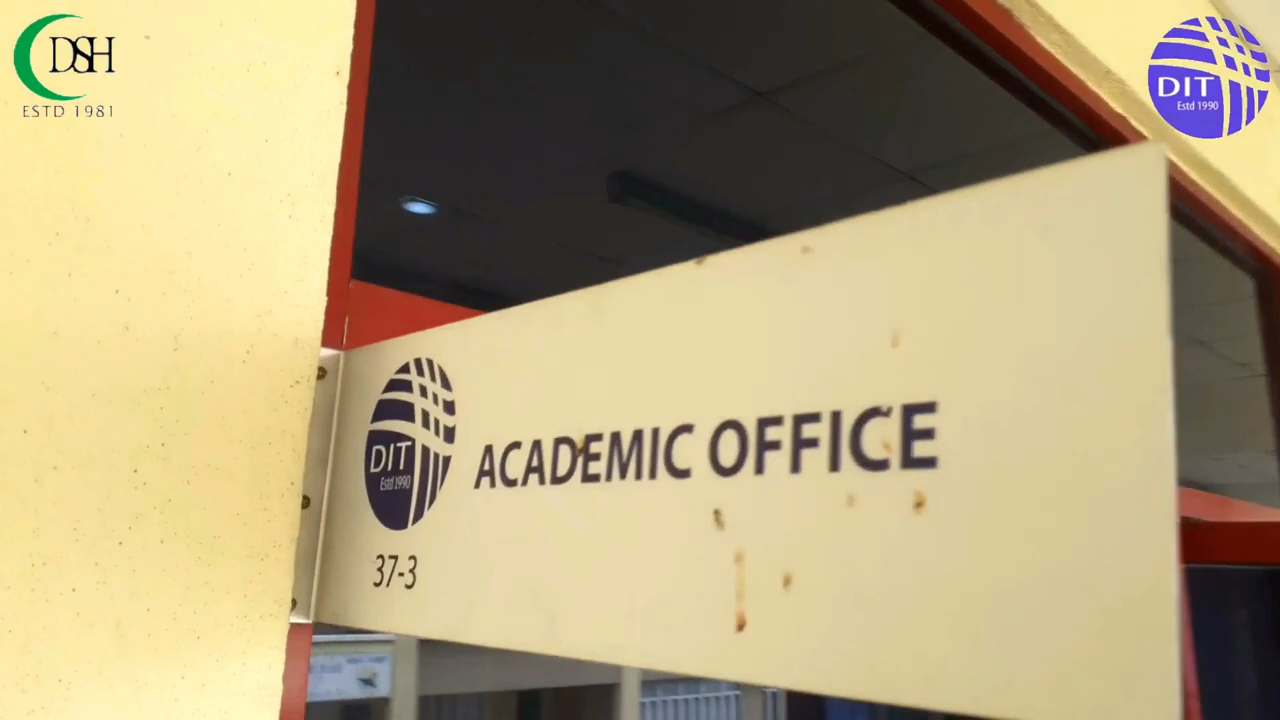 DSH
ESTD 1981
DIT
Estd 1990
DIT
Estd 1990
ACADEMIC OFFICE
37-3